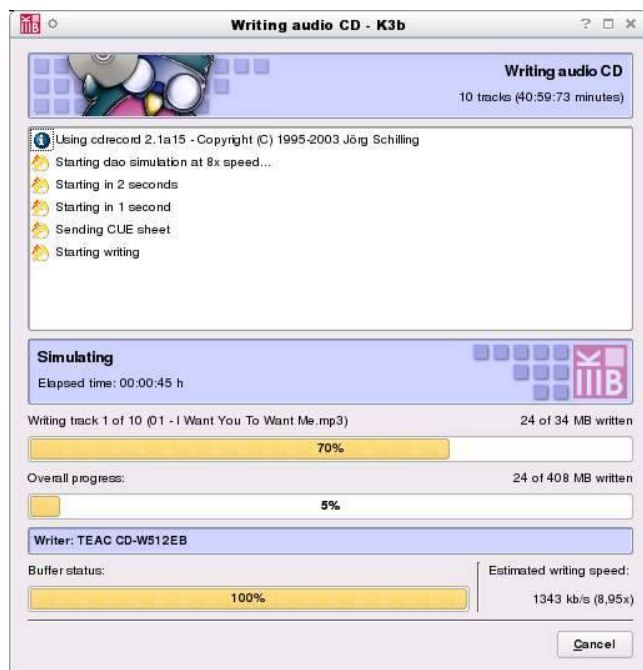 Writing audio CD - K3b
Writing audio CD
10 tracks (40:59:73 minutes)
Using cdrecord 2.1a15 - Copyright (C) 1995-2003 Jörg Schilling
Starting dao simulation at 8x speed...
Starting in 2 seconds
Starting in 1 second
Sending CUE sheet
Starting writing
Simulating
Elapsed time: 00:00:45 h
KIIIB
Writing track 1 of 10 (01 - I Want You To Want Me.mp3) 24 of 34 MB written
70%
Overall progress: 24 of 408 MB written
5%
Writer: TEAC CD-W512EB
Buffer status: Estimated writing speed:
100% 1343 kb/s (8,95x)
Cancel